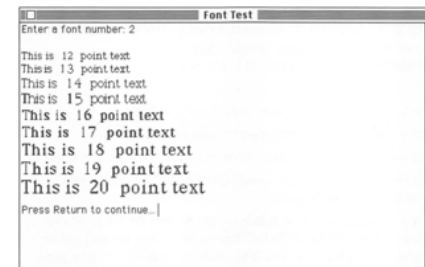 Font Test
Enter a font number: 2
This is 12 point text
This is 13 point text
This is 14 point text
This is 15 point text
This is 16 point text
This is 17 point text
This is 18 point text
This is 19 point text
This is 20 point text
Press Return to continue...